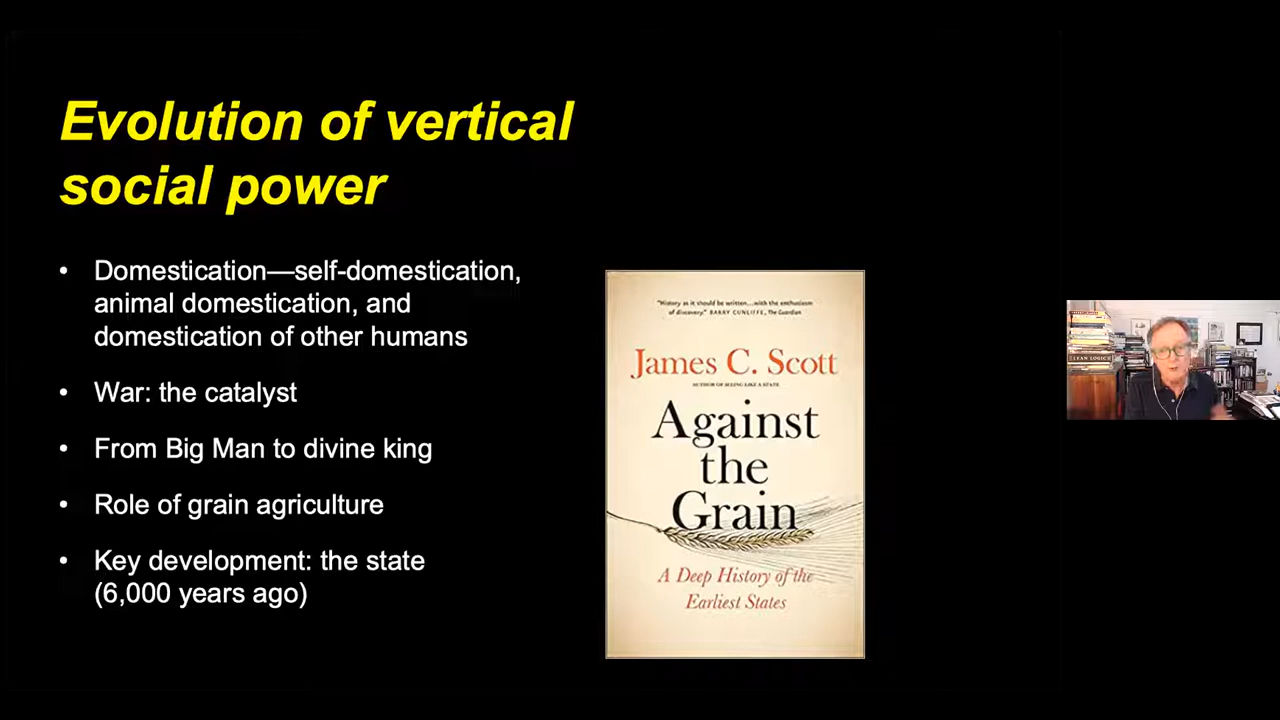 Evolution of vertical
social power
• Domestication—self-domestication,
animal domestication, and
domestication of other humans
• War: the catalyst
• From Big Man to divine king
• Role of grain agriculture
• Key development: the state
(6,000 years ago)
"History as it should be written...with the enthusiasm
of discovery." BARRY CUNLIFFE, The Guardian
James C. Scott
AUTHOR OF SEEING LIKE A STATE
Against
the
Grain
A Deep History of the
Earliest States
LEAN LOGIC